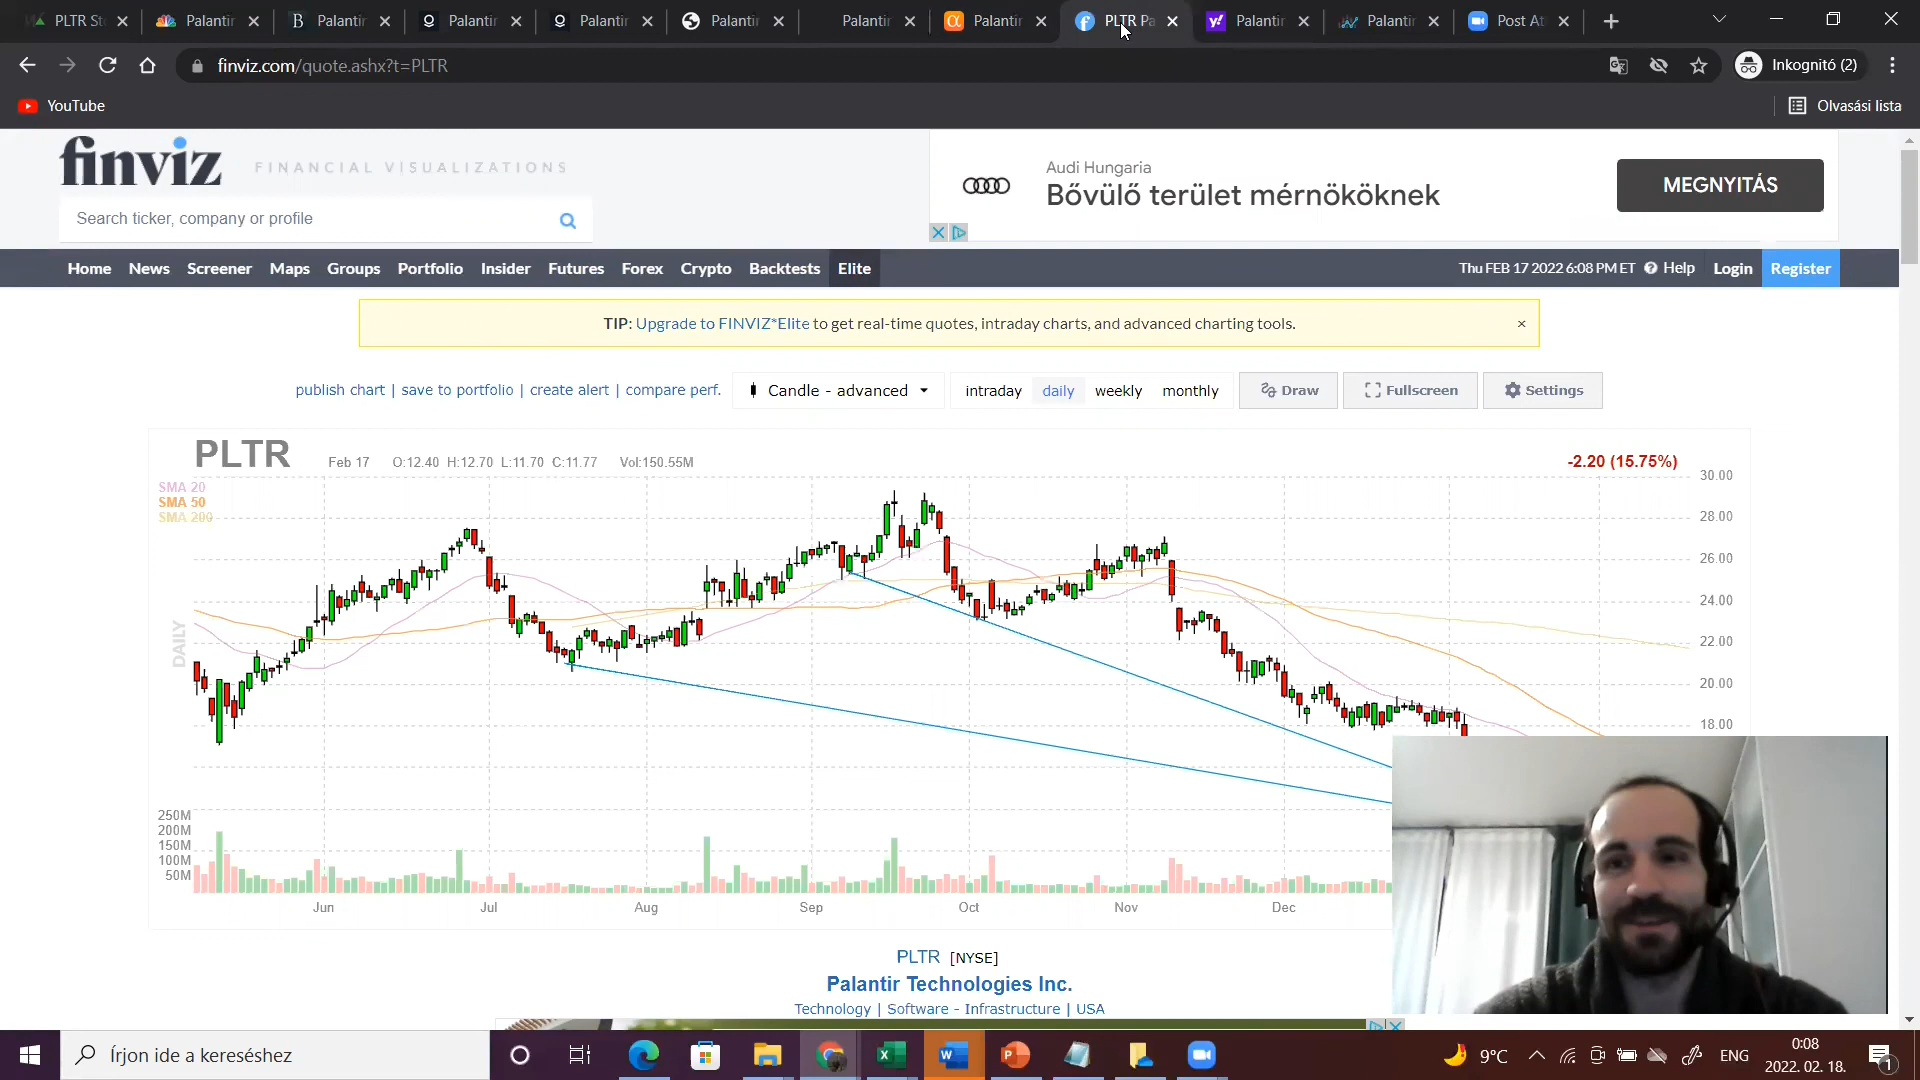 PLTR St
Palantir
Palantir
Palantir
Palantir
Palantir
Palantir
Palantir
PLTR Pa
Palantir
Palantir
Post At
finviz.com/quote.ashx?t=PLTR
Inkognitó (2)
YouTube
Olvasási lista
finviz
FINANCIAL VISUALIZATIONS
Audi Hungaria
Bővülő terület mérnököknek
MEGNYITÁS
Search ticker, company or profile
Home News Screener Maps Groups Portfolio Insider Futures Forex Crypto Backtests Elite
Thu FEB 17 2022 6:08 PM ET Help Login Register
TIP: Upgrade to FINVIZ*Elite to get real-time quotes, intraday charts, and advanced charting tools. ×
publish chart | save to portfolio | create alert | compare perf.
Candle - advanced
intraday daily weekly monthly
Draw
Fullscreen
Settings
PLTR
Feb 17 O:12.40 H:12.70 L:11.70 C:11.77 Vol:150.55M
-2.20 (15.75%)
SMA 20
SMA 50
SMA 200
DAILY
30.00
28.00
26.00
24.00
22.00
20.00
18.00
250M
200M
150M
100M
50M
Jun Jul Aug Sep Oct Nov Dec
PLTR [NYSE]
Palantir Technologies Inc.
Technology | Software - Infrastructure | USA
Írjon ide a kereséshez
9°C
ENG
0:08
2022. 02. 18.
1